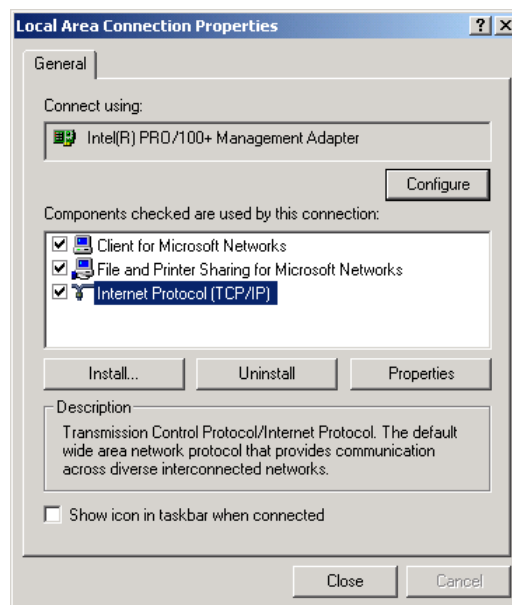 Local Area Connection Properties
General
Connect using:
Intel(R) PRO/100+ Management Adapter
Configure
Components checked are used by this connection:
Client for Microsoft Networks
File and Printer Sharing for Microsoft Networks
Internet Protocol (TCP/IP)
Install...
Uninstall
Properties
Description
Transmission Control Protocol/Internet Protocol. The default
wide area network protocol that provides communication
across diverse interconnected networks.
Show icon in taskbar when connected
Close
Cancel